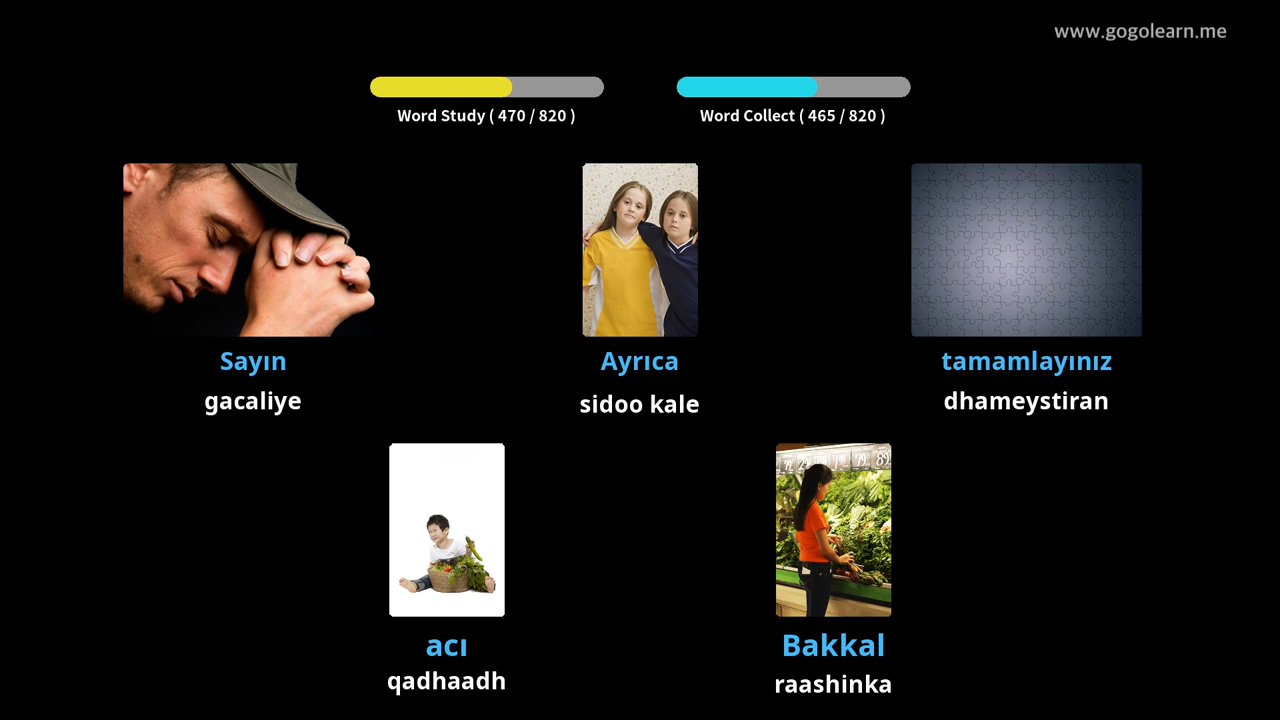 www.gogolearn.me
Word Study ( 470 / 820 )
Word Collect ( 465 / 820 )
Sayın
Ayrıca
tamamlayınız
gacaliye
sidoo kale
dhameystiran
acı
Bakkal
qadhaadh
raashinka